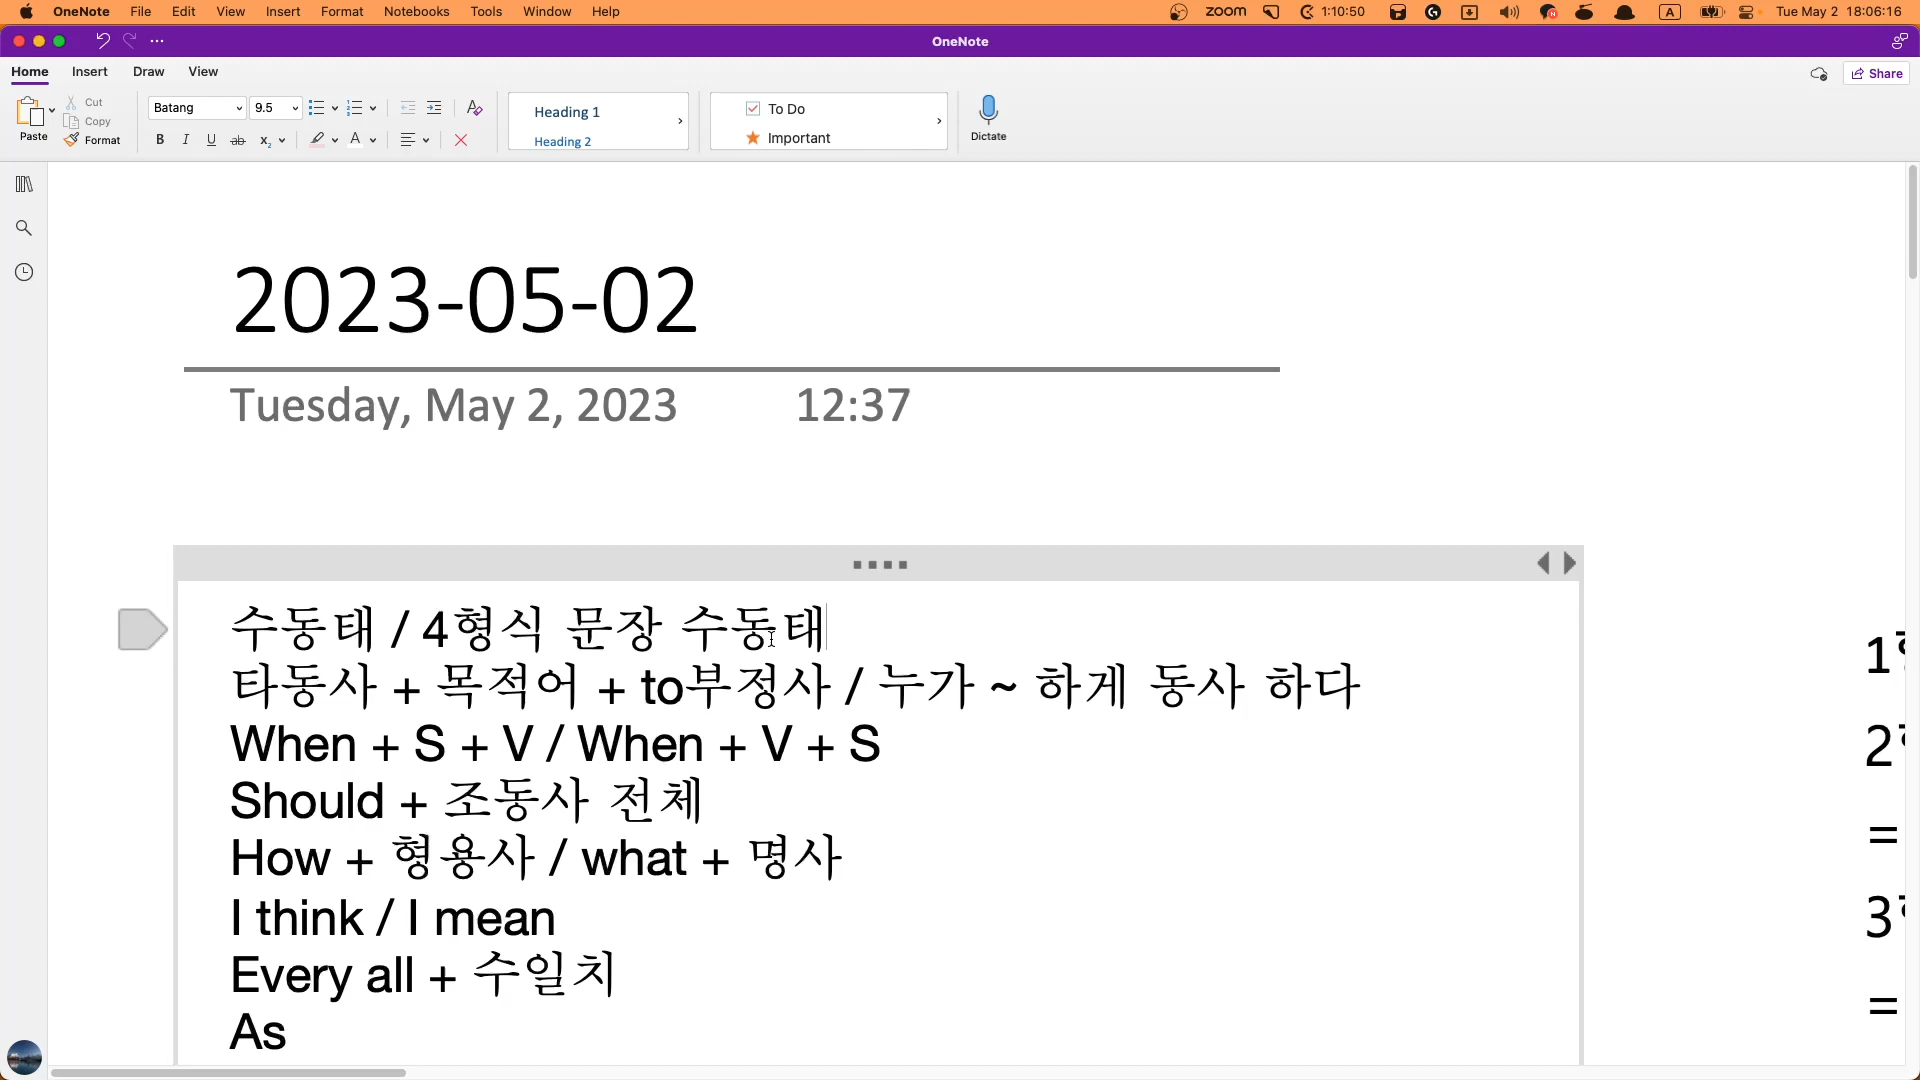 OneNote File Edit View Insert Format Notebooks Tools Window Help zoom 1:10:50 A Tue May 2 18:06:16
OneNote
Home Insert Draw View Share
Paste Cut Copy Format
Batang 9.5
B I U ab x₂ A
Heading 1
Heading 2
To Do
Important
Dictate
2023-05-02
Tuesday, May 2, 2023 12:37
수동태 / 4형식 문장 수동태
타동사 + 목적어 + to부정사 / 누가 ~ 하게 동사 하다
When + S + V / When + V + S
Should + 조동사 전체
How + 형용사 / what + 명사
I think / I mean
Every all + 수일치
As
1
2
=
3
=